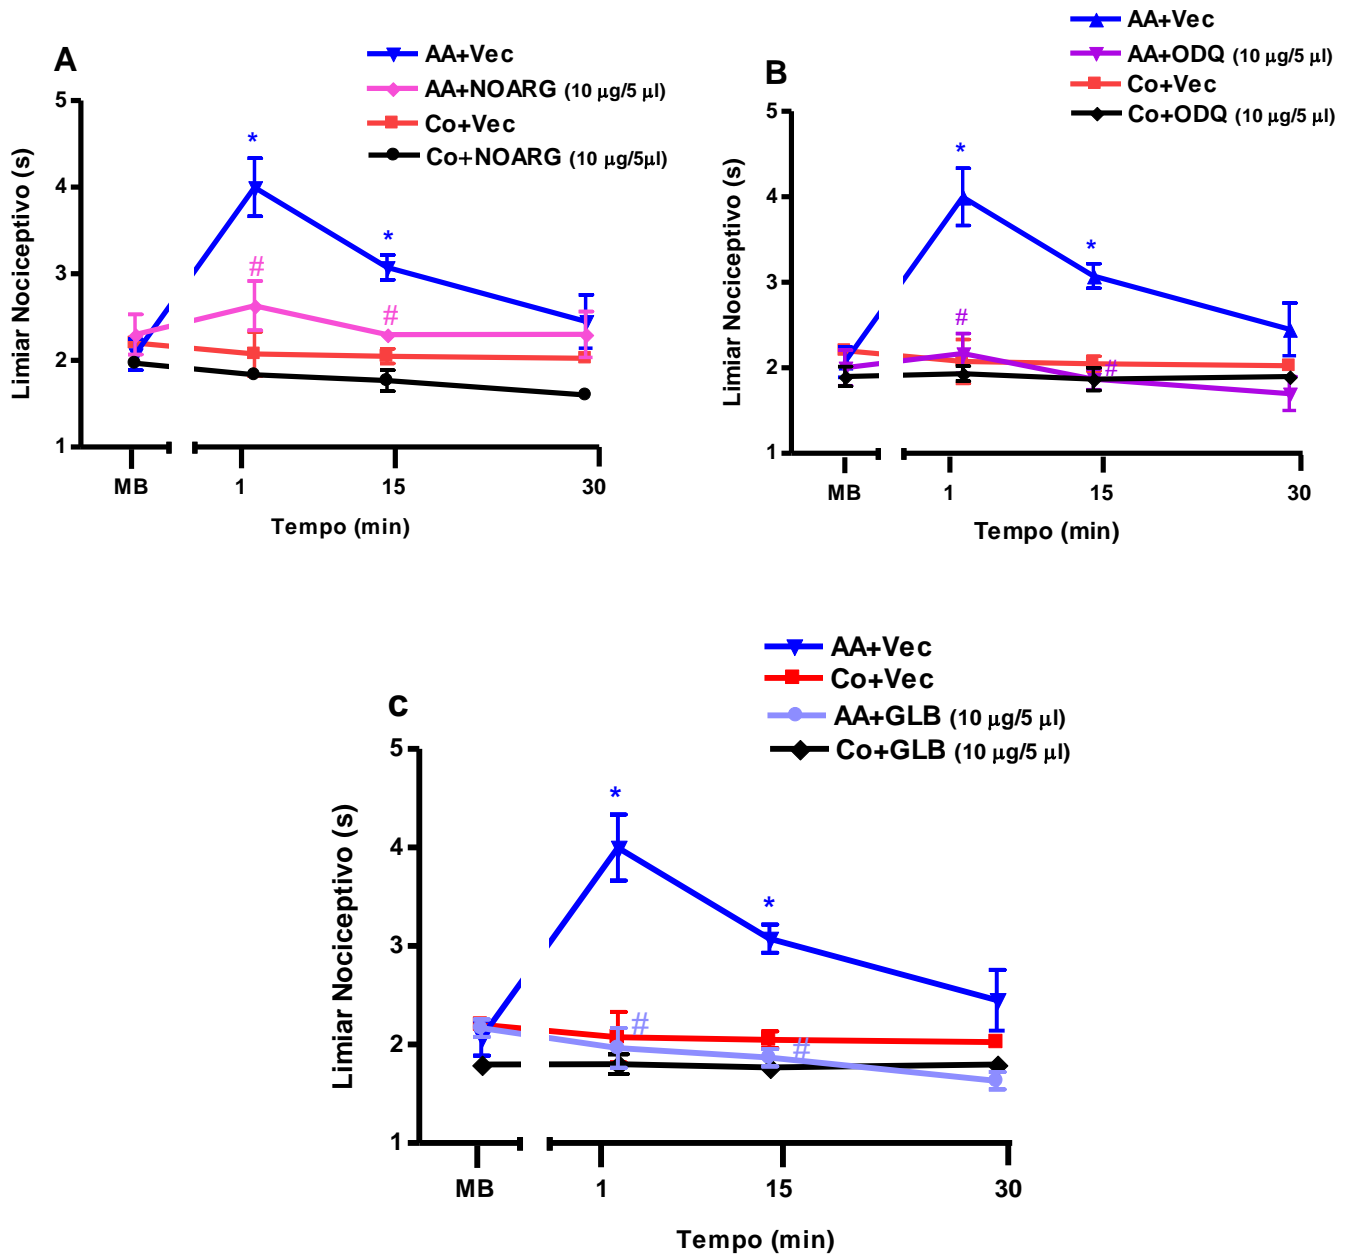 A
AA+Vec
AA+NOARG (10 μg/5 μl)
Co+Vec
Co+NOARG (10 μg/5μl)
Limiar Nociceptivo (s)
5
4
3
2
1
*
*
#
#
MB 1 15 30
Tempo (min)
B
AA+Vec
AA+ODQ (10 μg/5 μl)
Co+Vec
Co+ODQ (10 μg/5 μl)
Limiar Nociceptivo (s)
5
4
3
2
1
*
*
#
#
MB 1 15 30
Tempo (min)
C
AA+Vec
Co+Vec
AA+GLB (10 μg/5 μl)
Co+GLB (10 μg/5 μl)
Limiar Nociceptivo (s)
5
4
3
2
1
*
*
#
#
MB 1 15 30
Tempo (min)